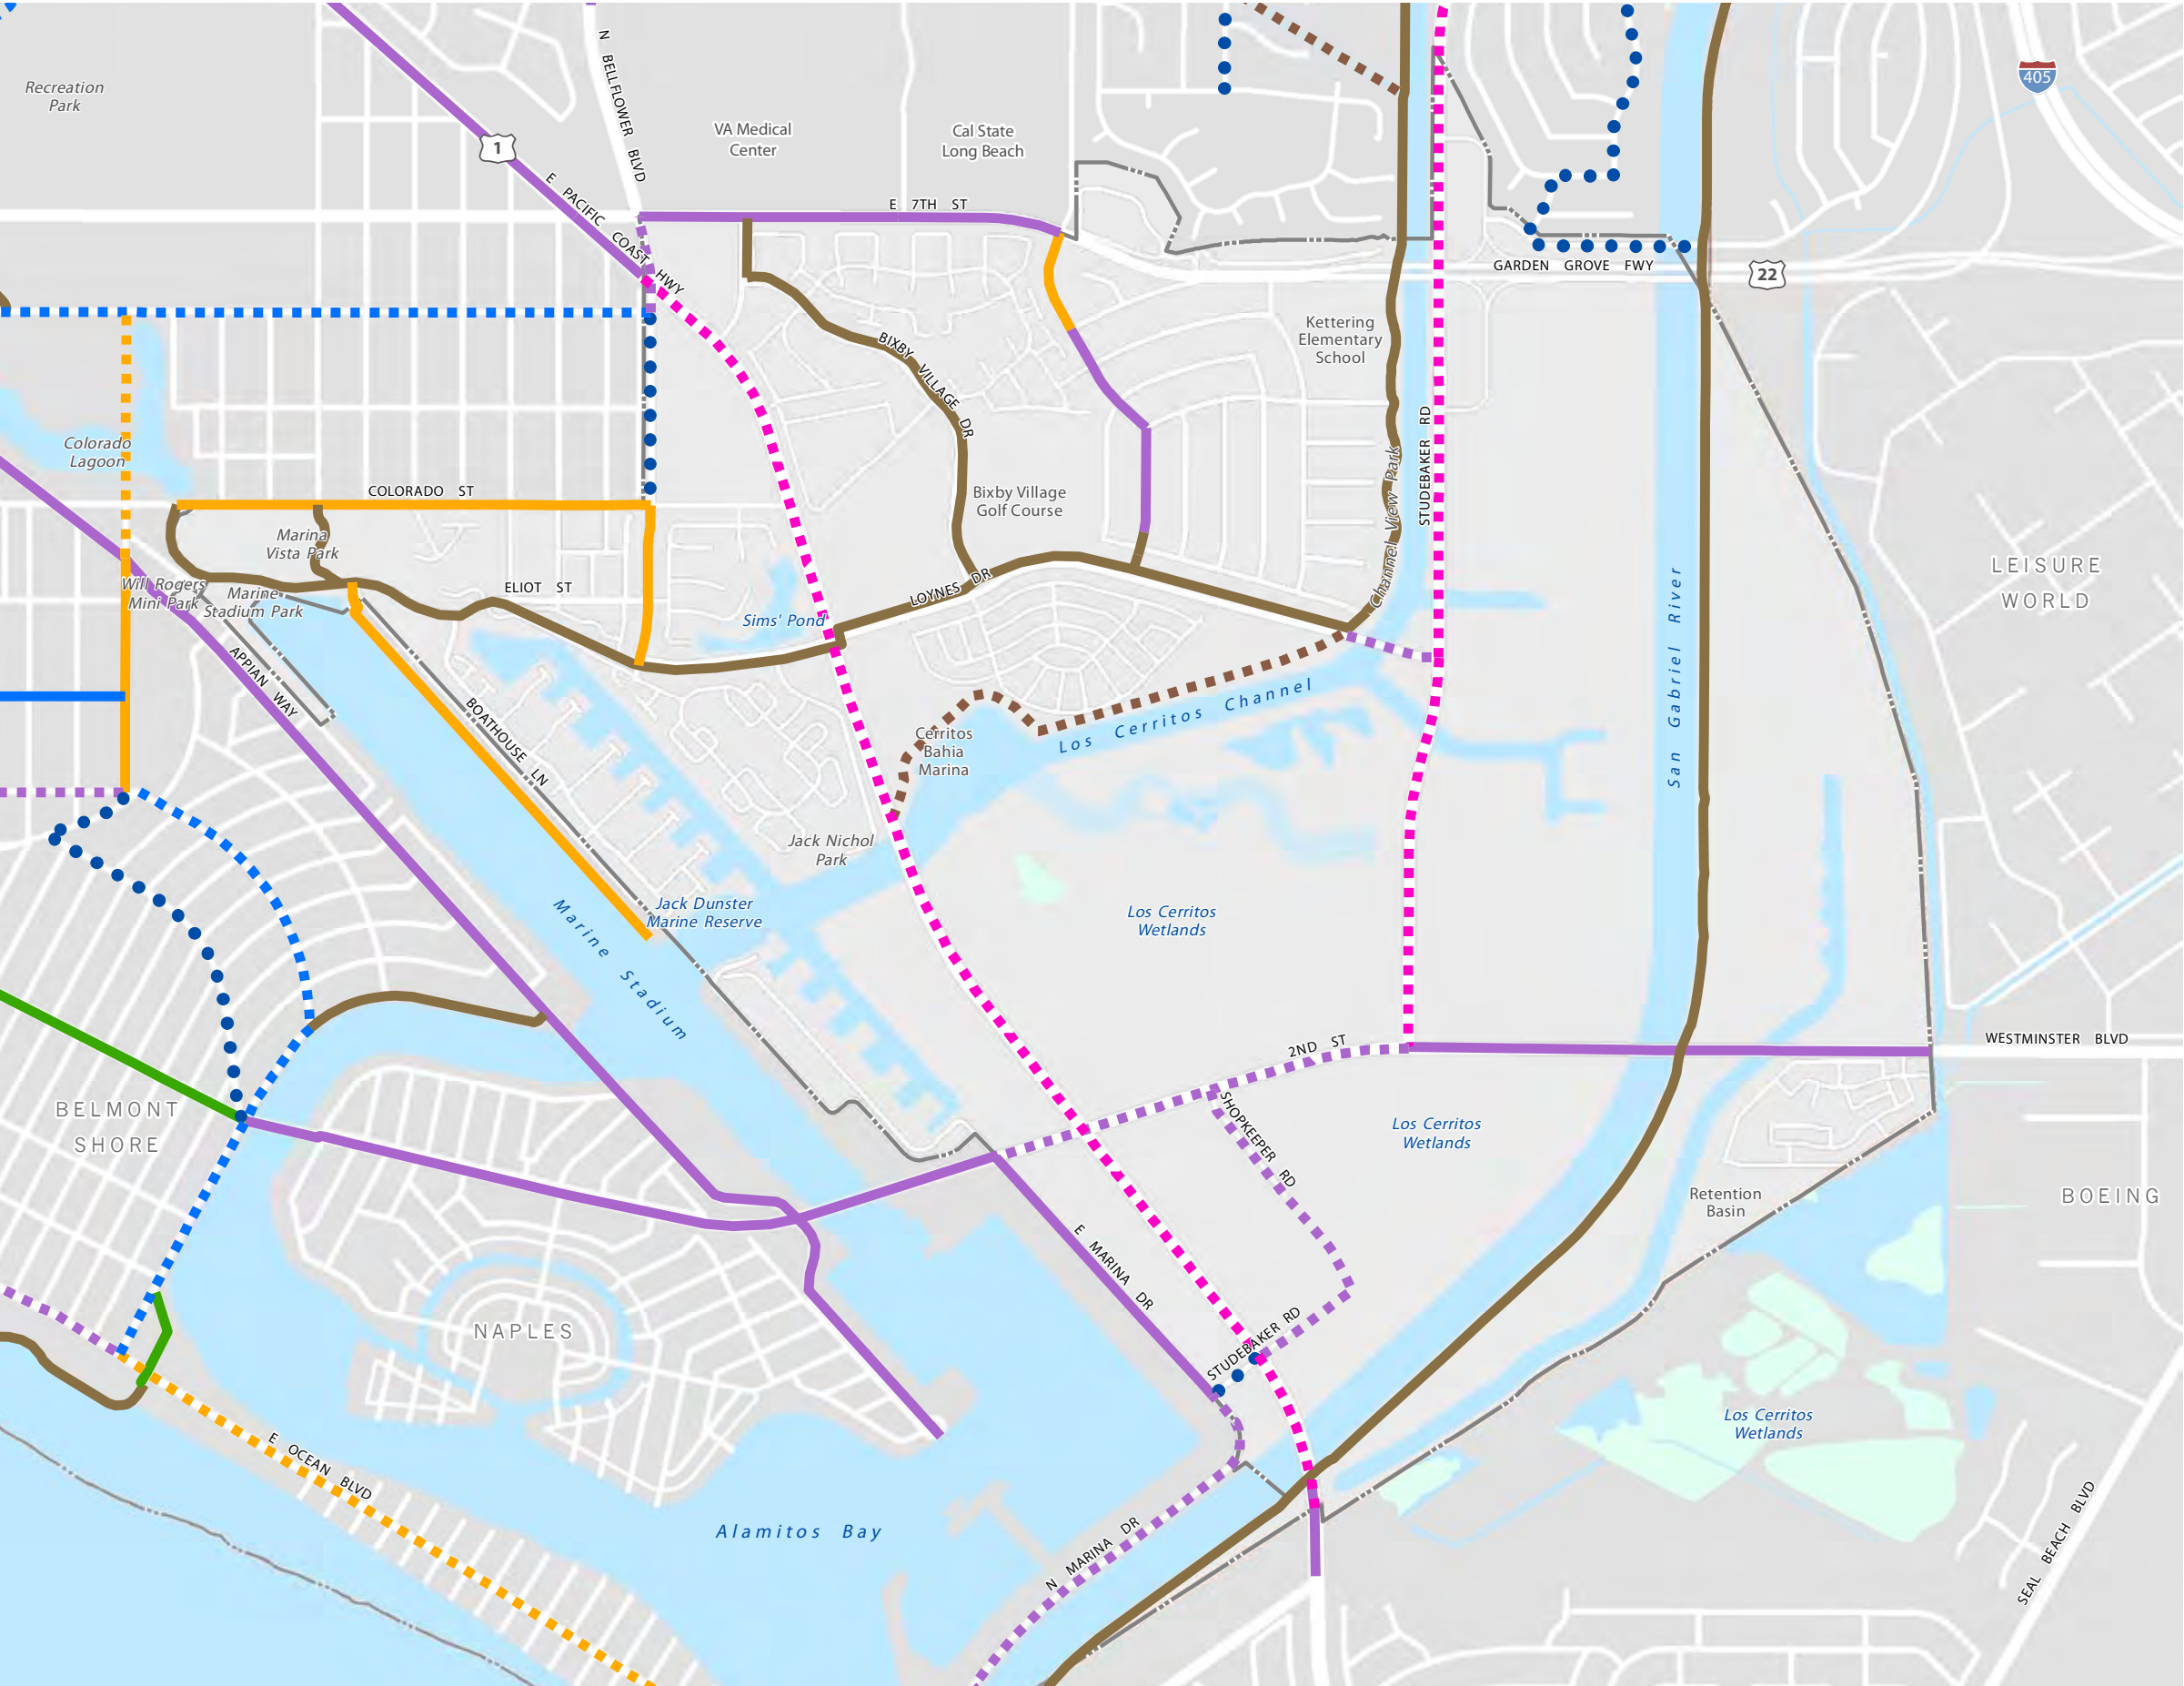 N BELLFLOWER BLVD
405
Recreation
Park
VA Medical
Center
Cal State
Long Beach
1
E PACIFIC COAST HWY
E 7TH ST
GARDEN GROVE FWY
22
Kettering
Elementary
School
BIXBY VILLAGE DR
Colorado
Lagoon
STUDEBAKER RD
COLORADO ST
Bixby Village
Golf Course
Channel View Park
Marina
Vista Park
LEISURE
WORLD
Will Rogers
Mini Park
Marine
Stadium Park
ELIOT ST
LOYNES DR
Sims' Pond
San Gabriel River
APPIAN WAY
BOATHOUSE LN
Los Cerritos Channel
Cerritos
Bahia
Marina
Jack Nichol
Park
Jack Dunster
Marine Reserve
Marine Stadium
Los Cerritos
Wetlands
2ND ST
WESTMINSTER BLVD
BELMONT
SHORE
SHOPKEEPER RD
Los Cerritos
Wetlands
Retention
Basin
BOEING
E MARINA DR
NAPLES
STUDEBAKER RD
Los Cerritos
Wetlands
E OCEAN BLVD
Alamitos Bay
N MARINA DR
SEAL BEACH BLVD